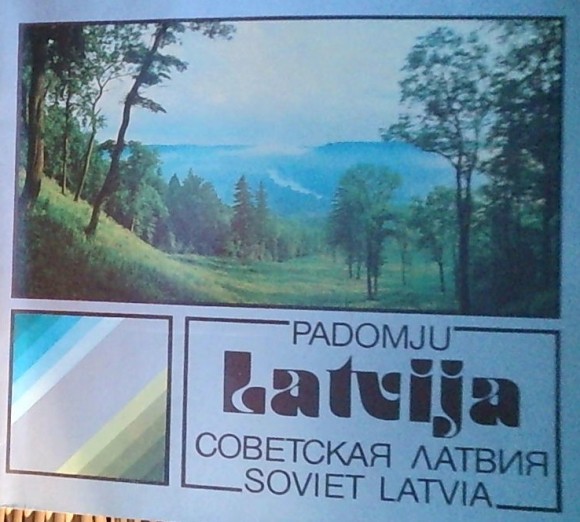 PADOMJU
Latvija
СОВЕТСКАЯ ЛАТВИЯ
SOVIET LATVIA